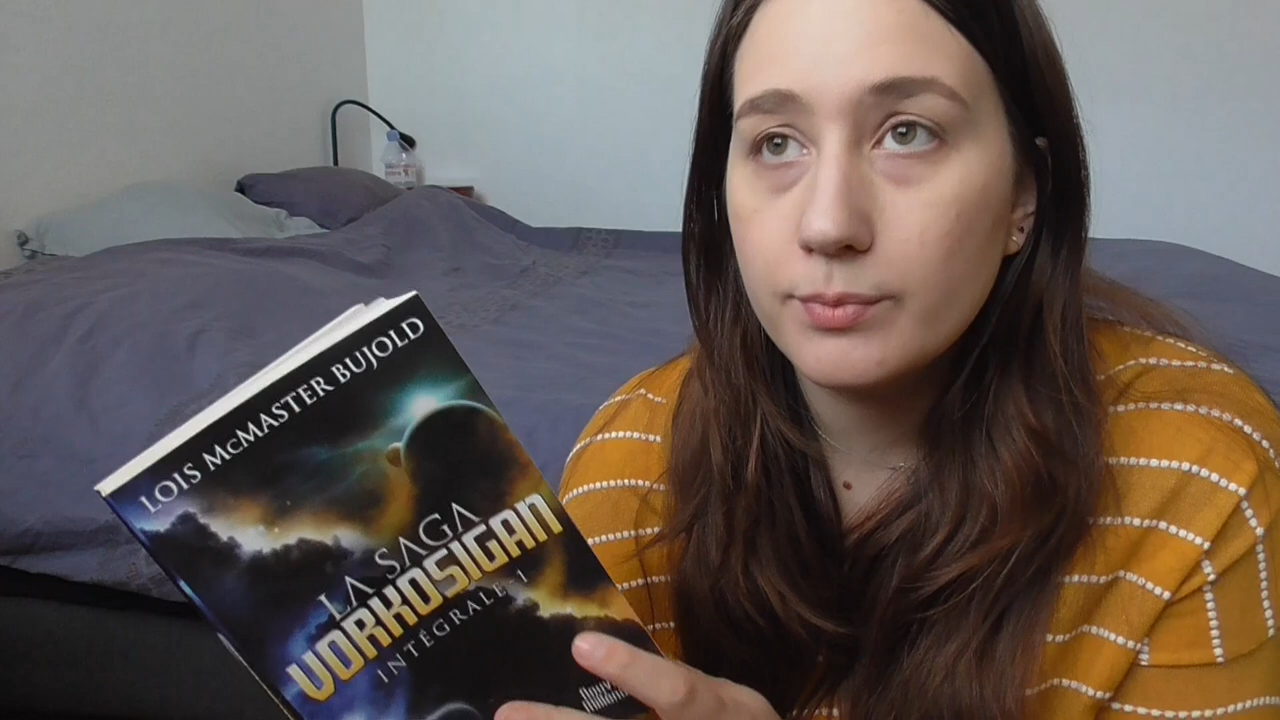 LOIS McMASTER BUJOLD
LA SAGA
VORKOSIGAN
INTÉGRALE-1